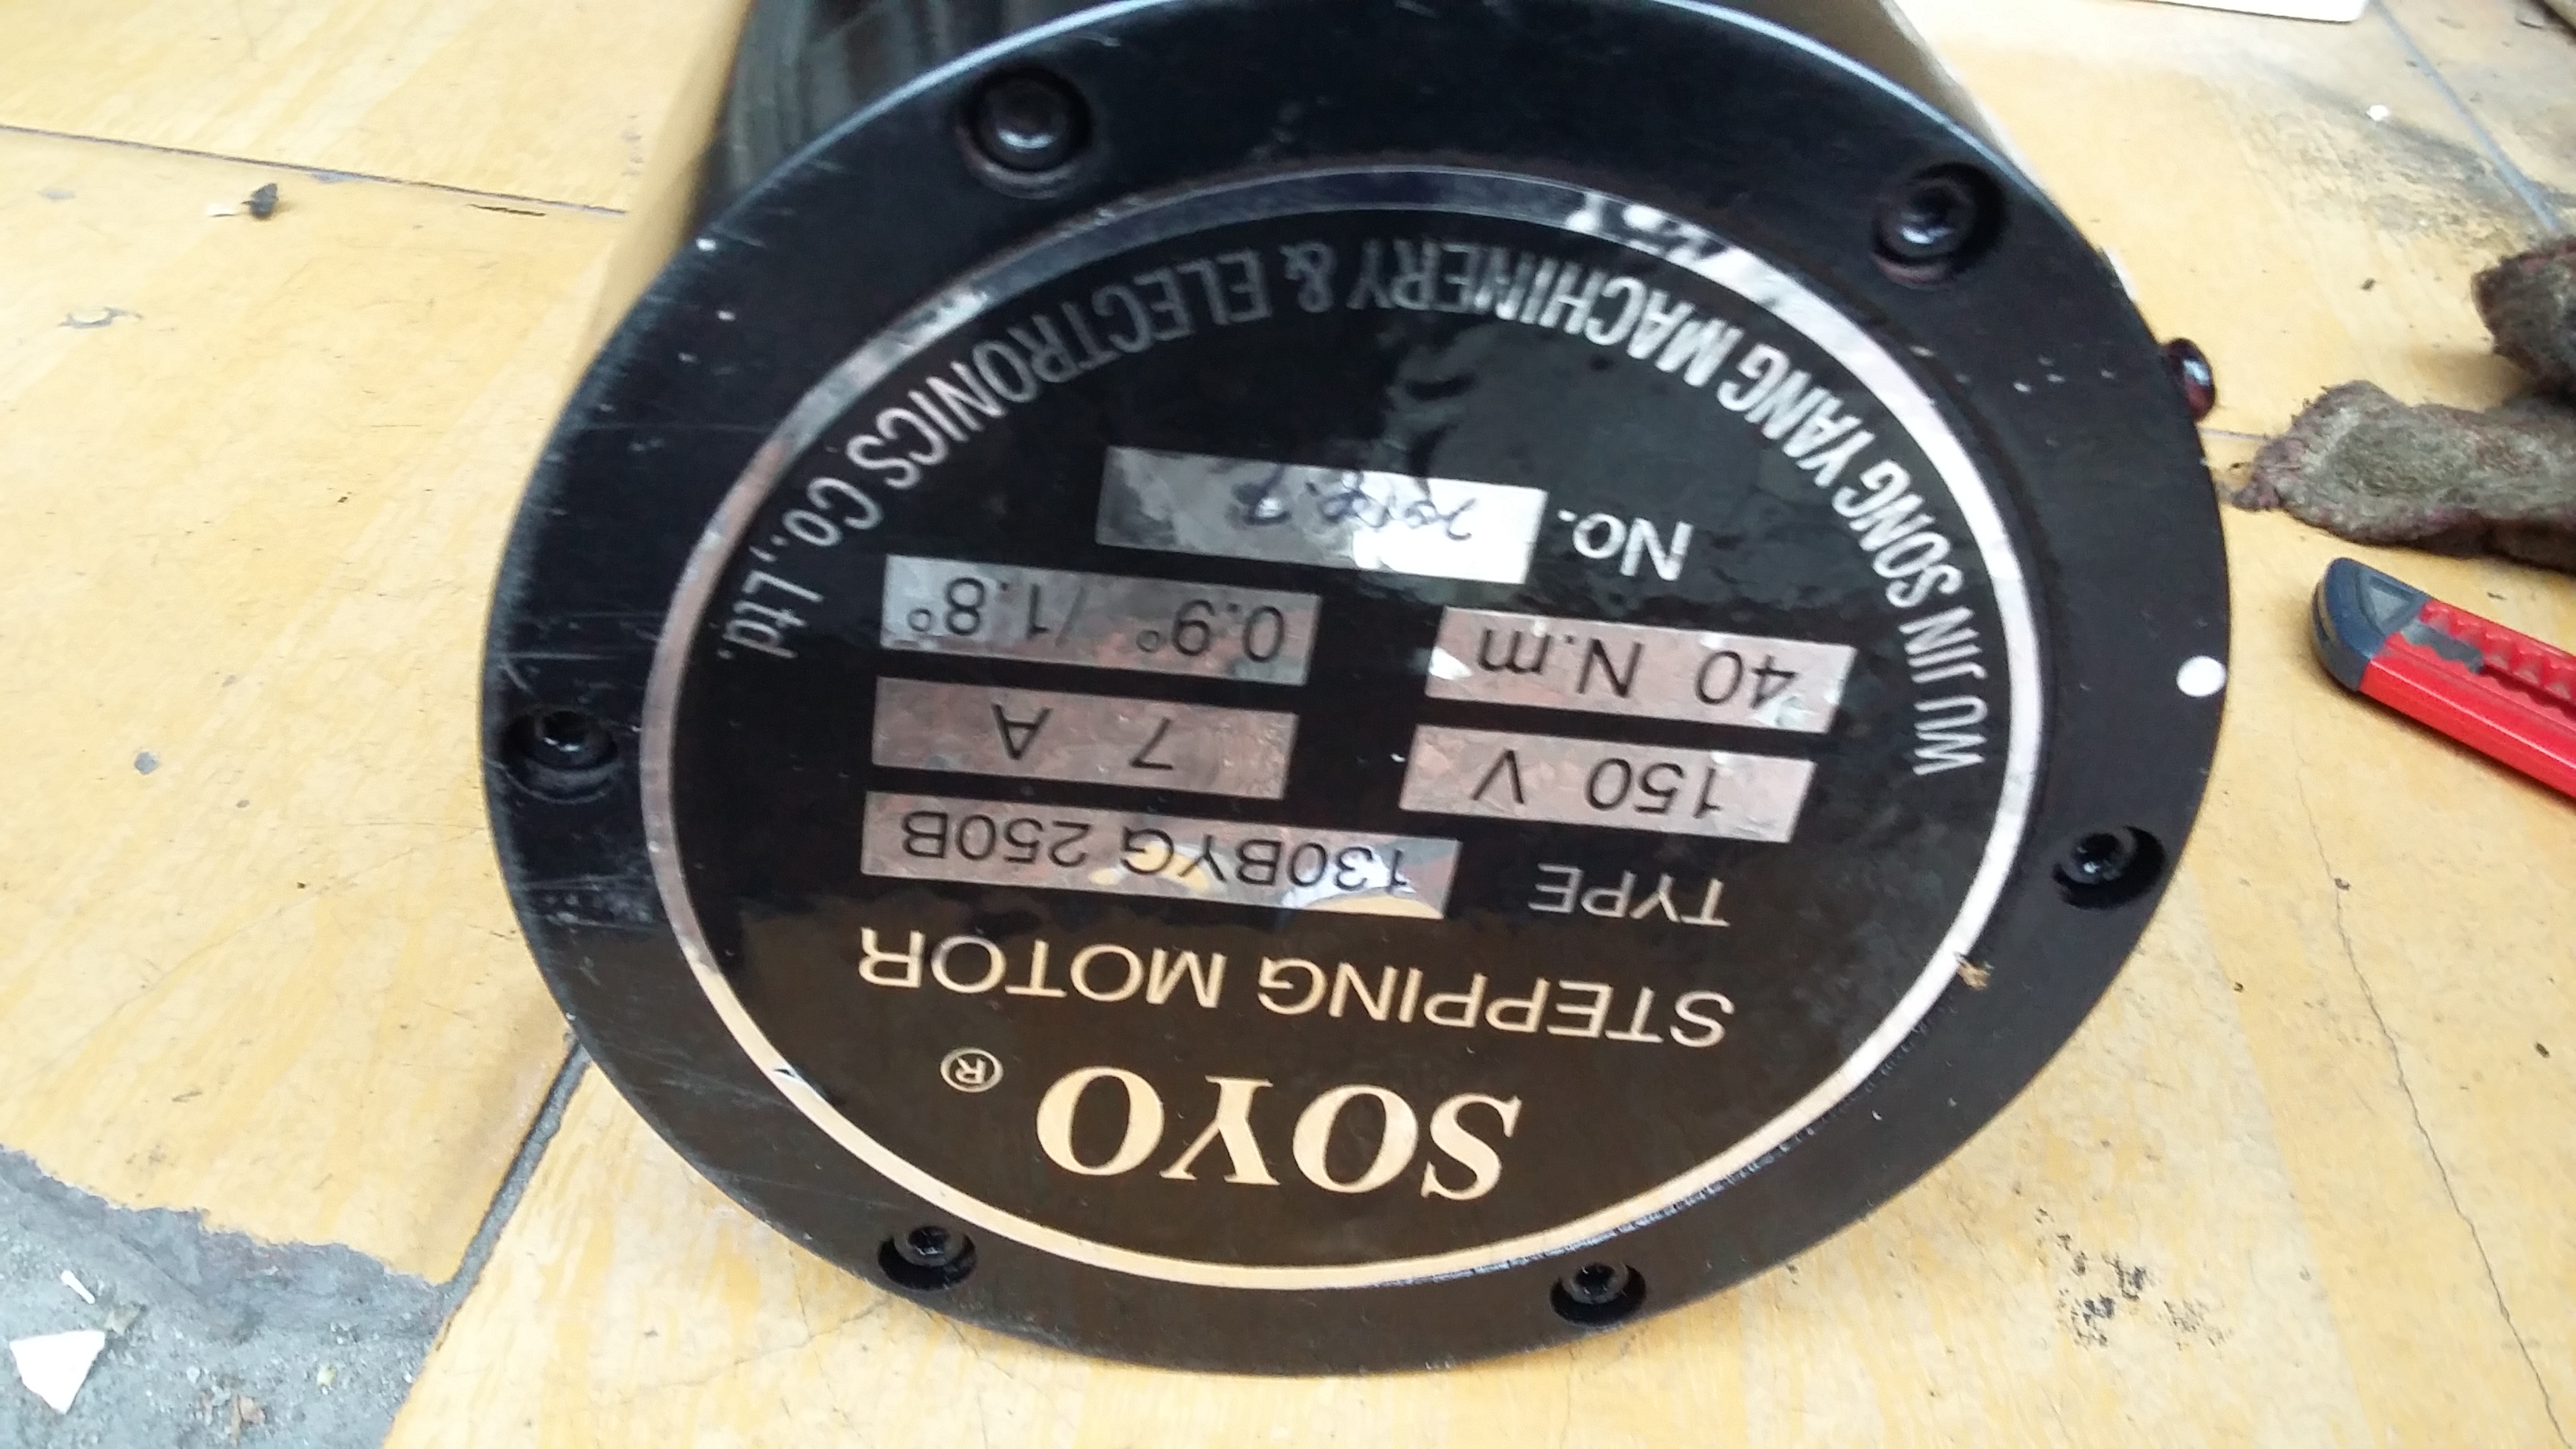 SOYO ®
STEPPING MOTOR
TYPE 130BYG 250B
150 V 7 A
40 N.m 0.9° /1.8°
No.
WU JIN SONG YANG MACHINERY & ELECTRONICS Co.,Ltd.